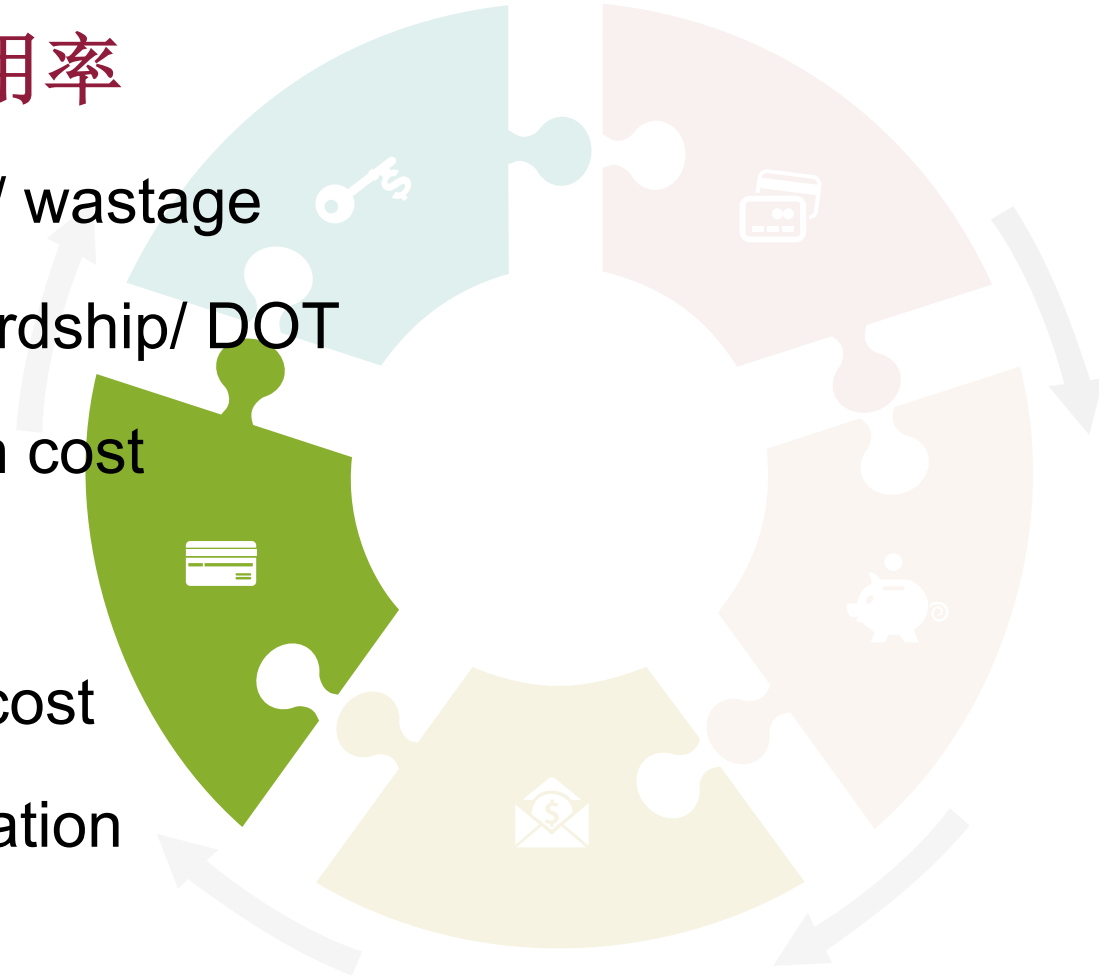 用率
/ wastage
rdship/ DOT
n cost
cost
ation